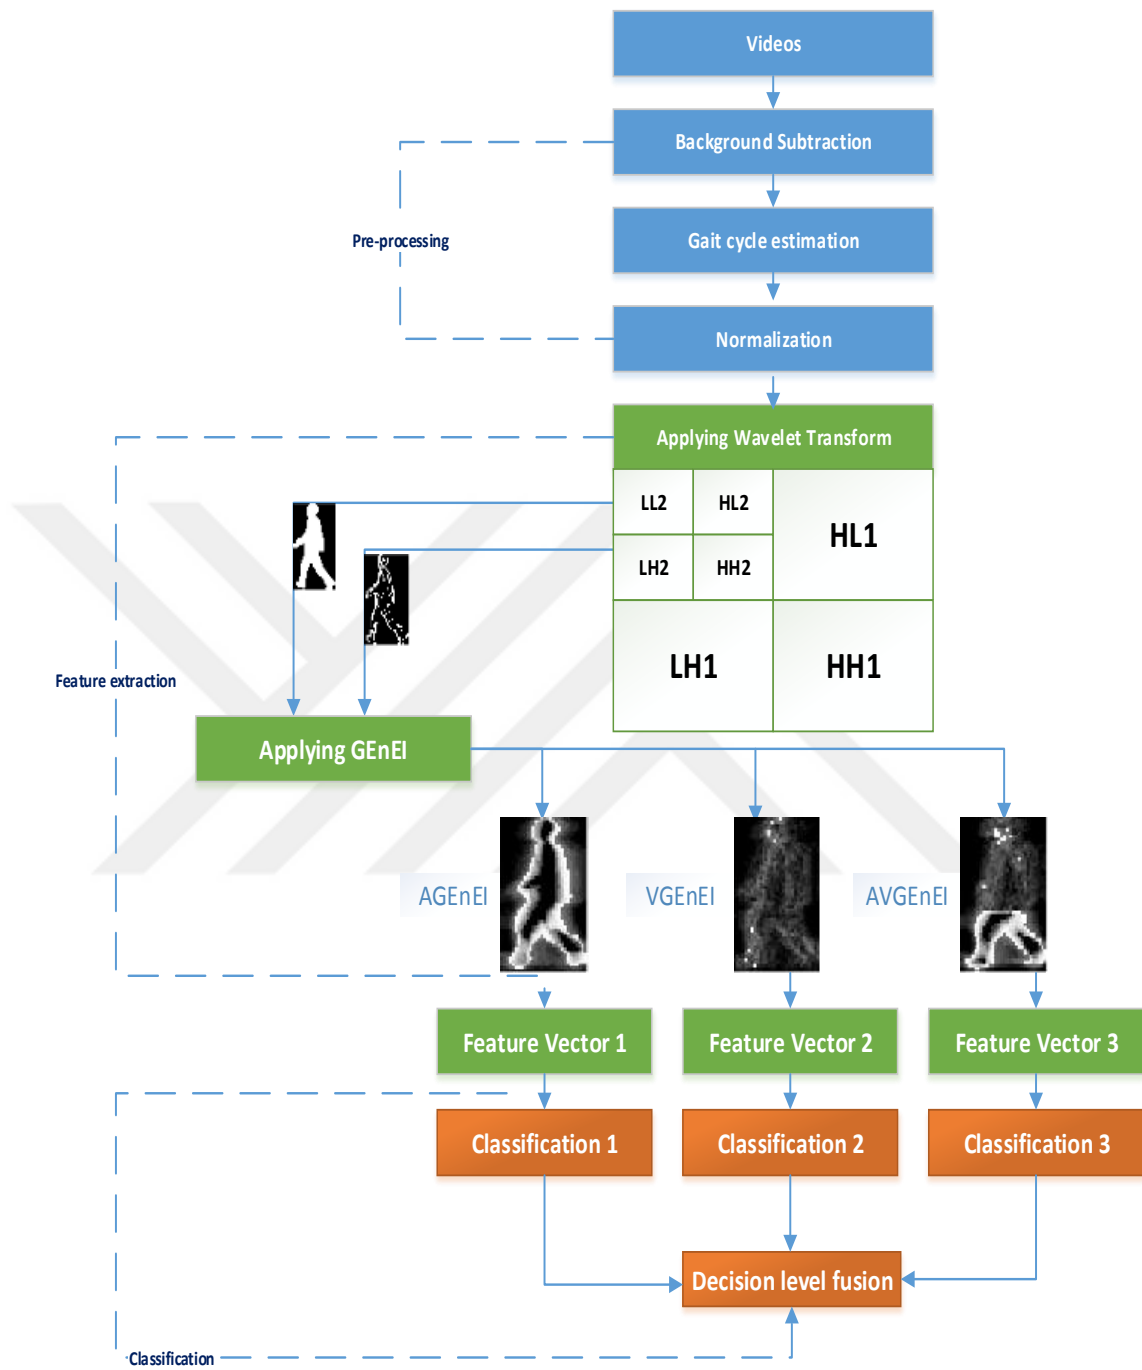 Videos
Background Subtraction
Pre-processing
Gait cycle estimation
Normalization
Applying Wavelet Transform
LL2
HL2
HL1
LH2
HH2
LH1
HH1
Feature extraction
Applying GEnEI
AGEnEI
VGEnEI
AVGEnEI
Feature Vector 1
Feature Vector 2
Feature Vector 3
Classification 1
Classification 2
Classification 3
Decision level fusion
Classification